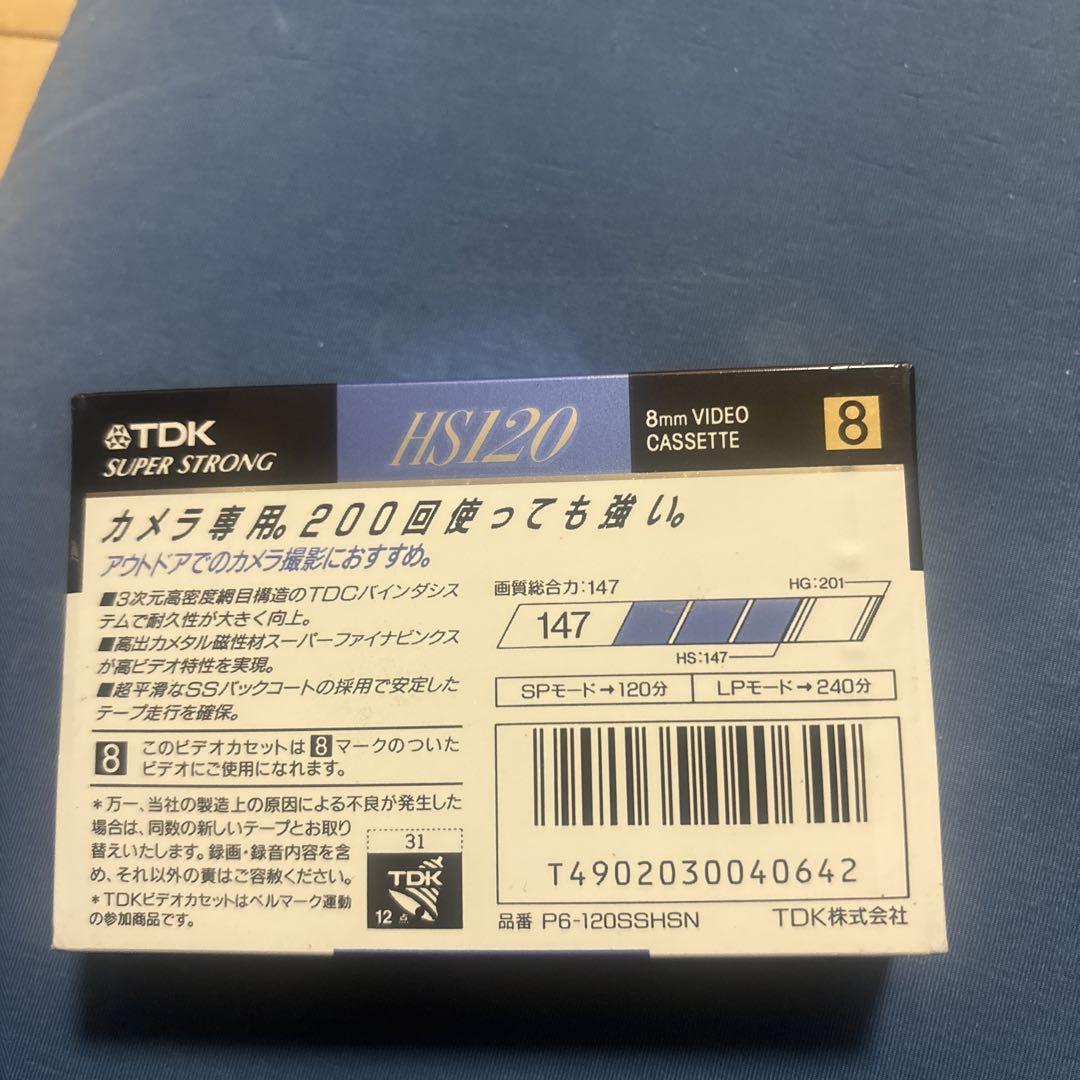 TDK
SUPER STRONG
HS120
8mm VIDEO
CASSETTE
8
カメラ専用。200回使っても強い。
アウトドアでのカメラ撮影におすすめ。
■3次元高密度網目構造のTDCバインダシス
テムで耐久性が大きく向上。
■高出力メタル磁性材スーパーファイナビンクス
が高ビデオ特性を実現。
■超平滑なSSバックコートの採用で安定した
テープ走行を確保。
8 このビデオカセットは8マークのついた
ビデオにご使用になれます。
*万一、当社の製造上の原因による不良が発生した
場合は、同数の新しいテープとお取り
替えいたします。録画・録音内容を含
め、それ以外の責はご容赦ください。
*TDKビデオカセットはベルマーク運動
の参加商品です。
31
TDK
12点
画質総合力:147
HG:201
147
HS:147
SPモード→120分
LPモード→240分
T4902030040642
品番 P6-120SSHSN
TDK株式会社